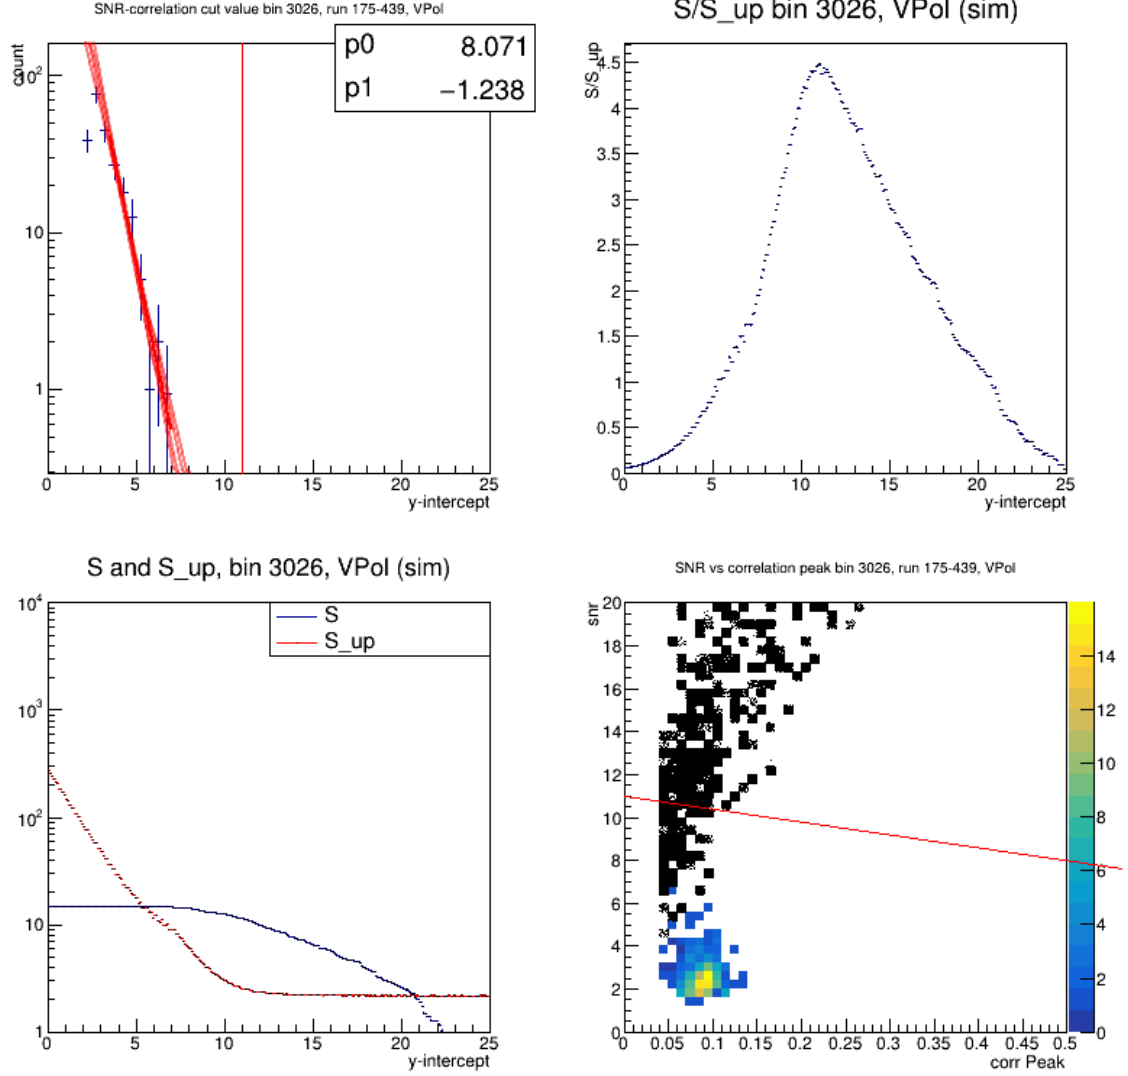 SNR-correlation cut value bin 3026, run 175-439, VPol
count
p0 8.071
p1 −1.238
10²
10
1
0 5 10 15 20 25
y-intercept
S/S_up bin 3026, VPol (sim)
S/S_up
4.5
4
3.5
3
2.5
2
1.5
1
0.5
0
0 5 10 15 20 25
y-intercept
S and S_up, bin 3026, VPol (sim)
S
S_up
10⁴
10³
10²
10
1
0 5 10 15 20 25
y-intercept
SNR vs correlation peak bin 3026, run 175-439, VPol
snr
20
18
16
14
12
10
8
6
4
2
0
0 0.05 0.1 0.15 0.2 0.25 0.3 0.35 0.4 0.45 0.5
corr Peak
14
12
10
8
6
4
2
0